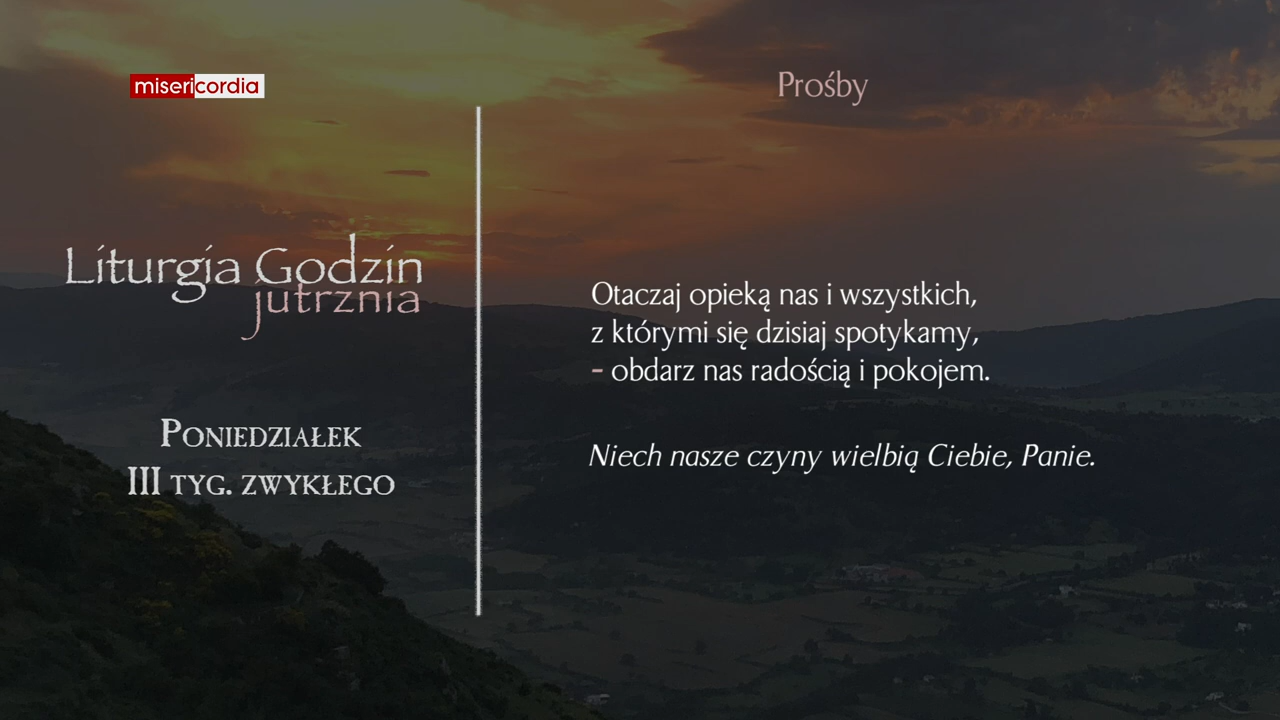 misericordia
Liturgia Godzin
jutrznia
Poniedziałek
III tyg. zwykłego
Prośby
Otaczaj opieką nas i wszystkich,
z którymi się dzisiaj spotykamy,
- obdarz nas radością i pokojem.
Niech nasze czyny wielbią Ciebie, Panie.